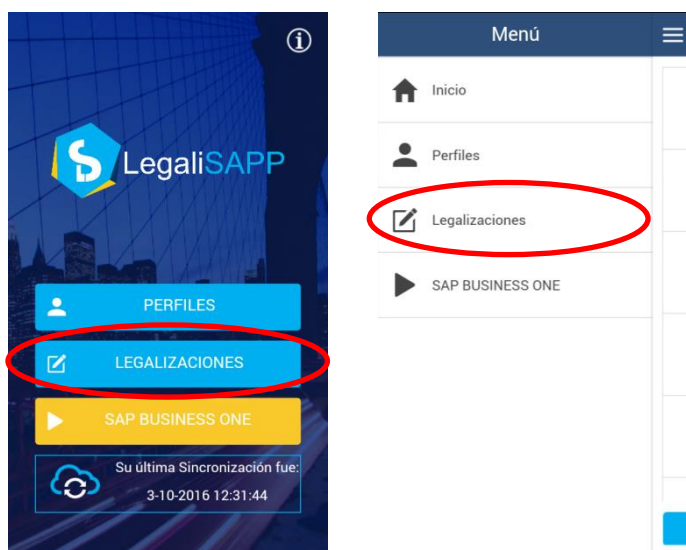 LegaliSAPP
PERFILES
LEGALIZACIONES
SAP BUSINESS ONE
Su última Sincronización fue:
3-10-2016 12:31:44
Menú
Inicio
Perfiles
Legalizaciones
SAP BUSINESS ONE